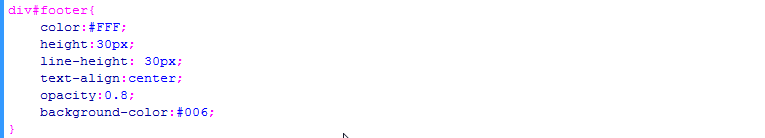 div#footer{
    color:#FFF;
    height:30px;
    line-height: 30px;
    text-align:center;
    opacity:0.8;
    background-color:#006;
}